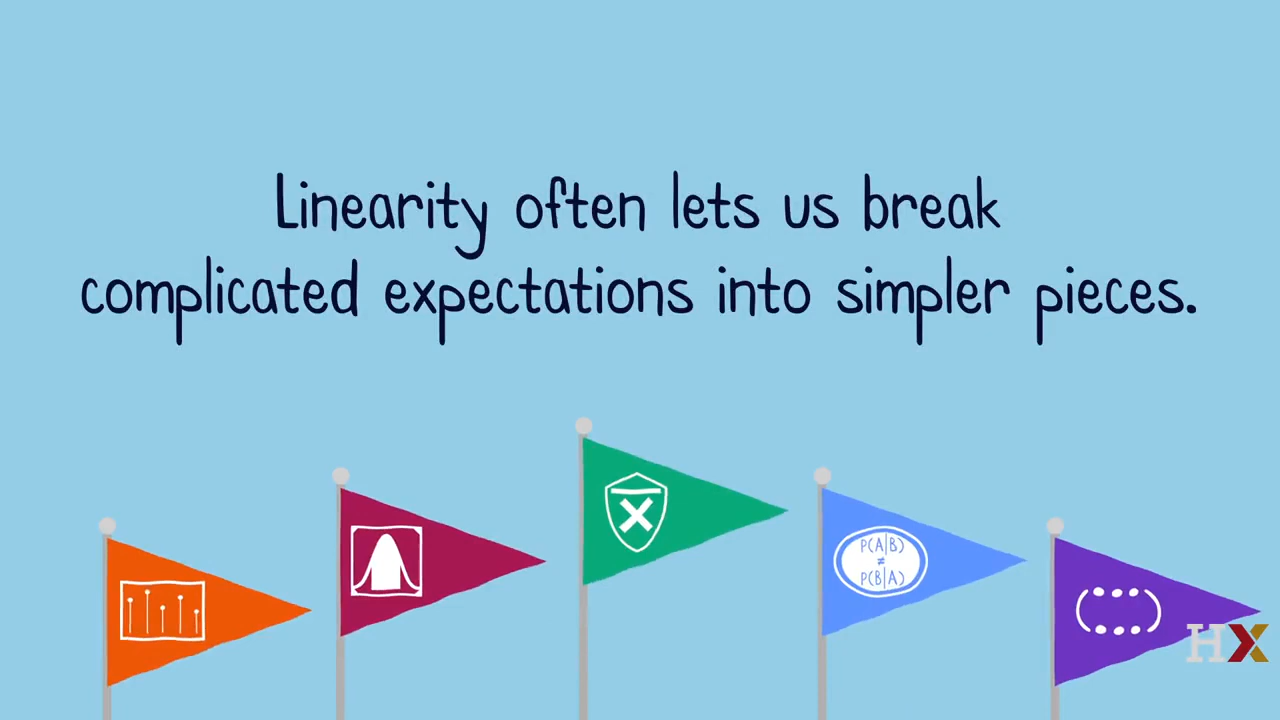 Linearity often lets us break
complicated expectations into simpler pieces.
P(A|B)
≠
P(B|A)
HX